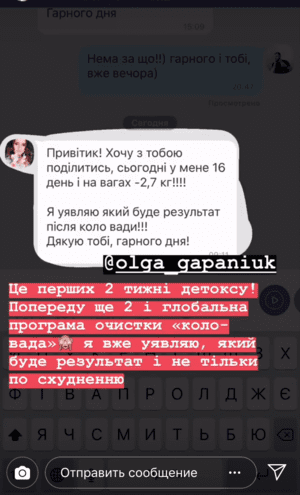 Гарного дня
Нема за що!!) гарного і тобі,
вже вечора)
Сегодня
Привітик! Хочу з тобою
поділитись, сьогодні у мене 16
день і на вагах -2,7 кг!!!!
Я уявляю який буде результат
після коло вади!!!
Дякую тобі, гарного дня!
@olga_gapaniuk
Це перших 2 тижні детоксу!
Попереду ще 2 і глобальна
програма очистки «коло-
вада»🙈 я вже уявляю, який
буде результат і не тільки
по схудненню
Ф І В А П Р О Л Д Ж Є
Я Ч С М И Т Ь Б Ю
Отправить сообщение